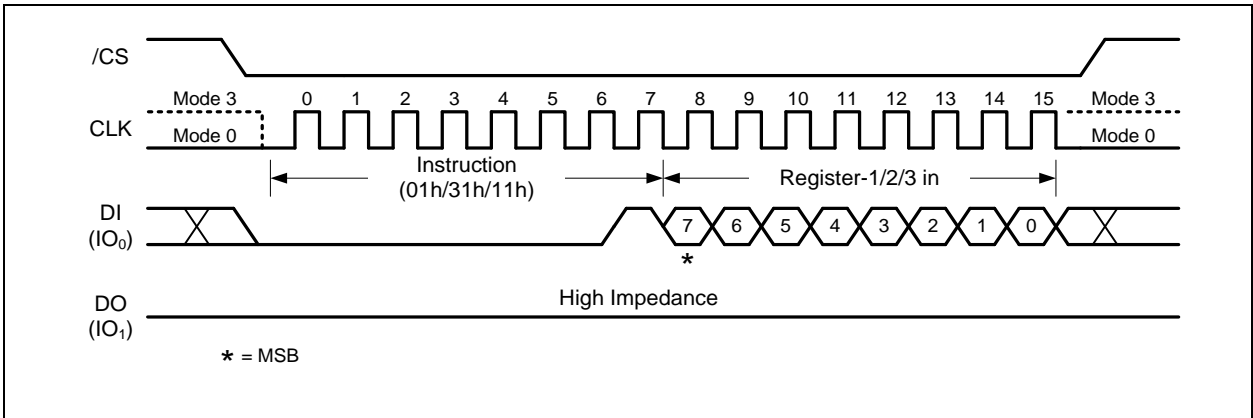 /CS
Mode 3 0 1 2 3 4 5 6 7 8 9 10 11 12 13 14 15 Mode 3
CLK
Mode 0 Mode 0
Instruction
(01h/31h/11h)
Register-1/2/3 in
DI
(IO₀)
7 6 5 4 3 2 1 0
*
High Impedance
DO
(IO₁)
* = MSB